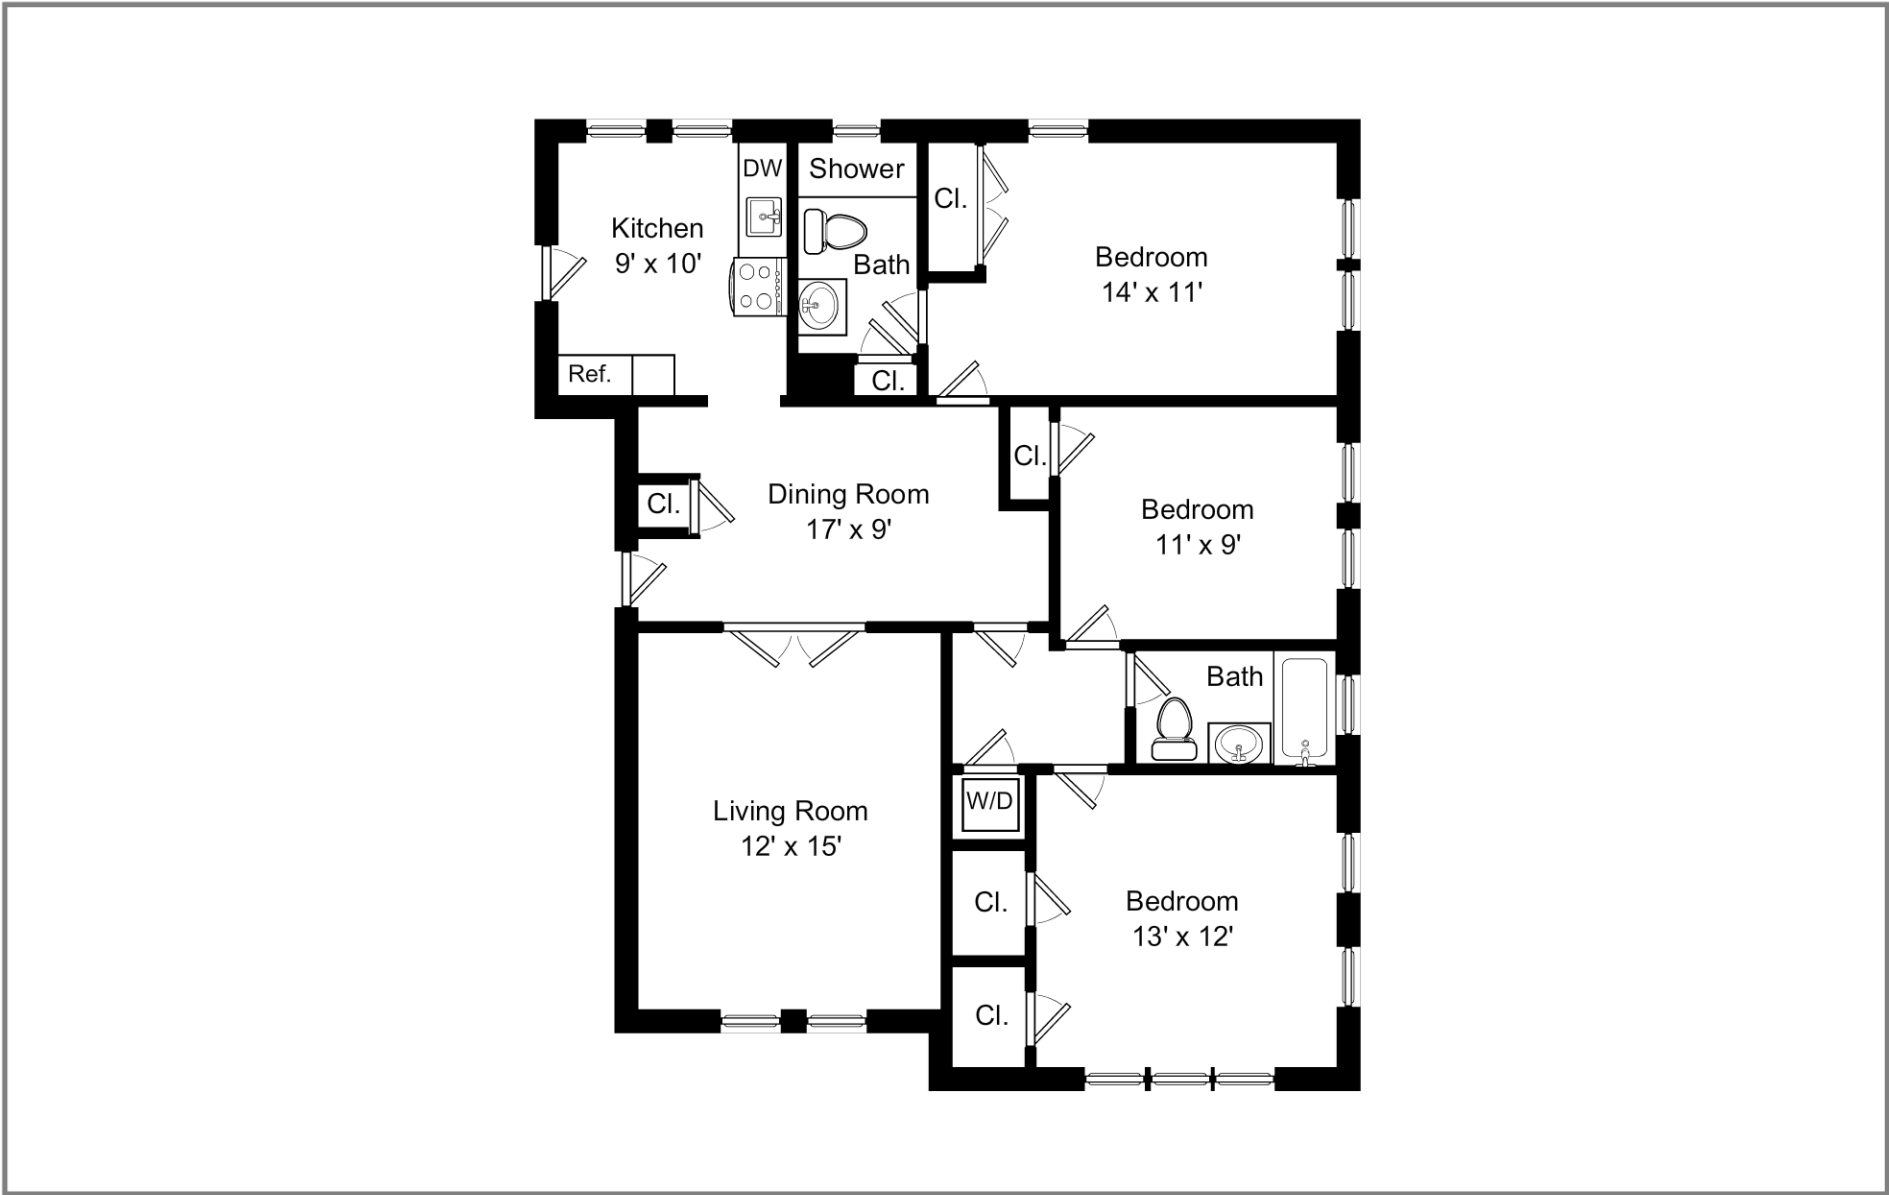 DW
Shower
Cl.
Kitchen
9' x 10'
Bath
Bedroom
14' x 11'
Ref.
Cl.
Cl.
Cl.
Dining Room
17' x 9'
Bedroom
11' x 9'
Bath
W/D
Living Room
12' x 15'
Cl.
Bedroom
13' x 12'
Cl.